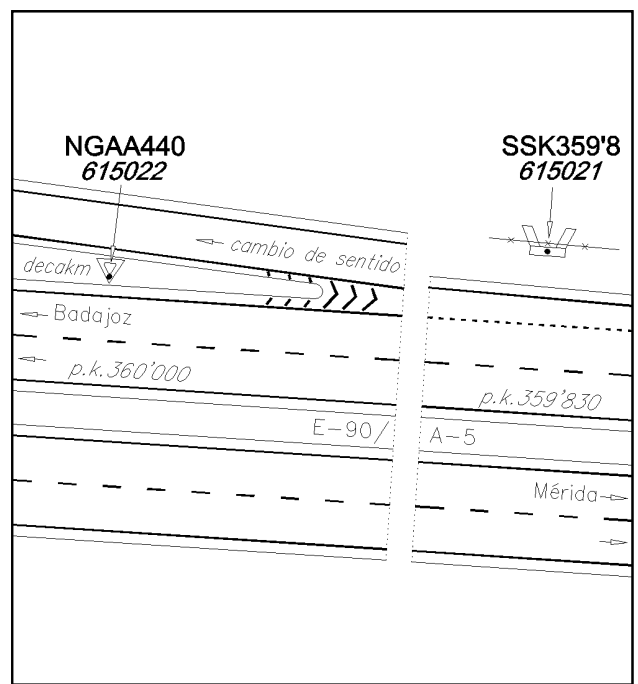 NGAA440
615022
SSK359'8
615021
← cambio de sentido
decakm
← Badajoz
p.k.360'000
p.k.359'830
E-90/ A-5
Mérida→